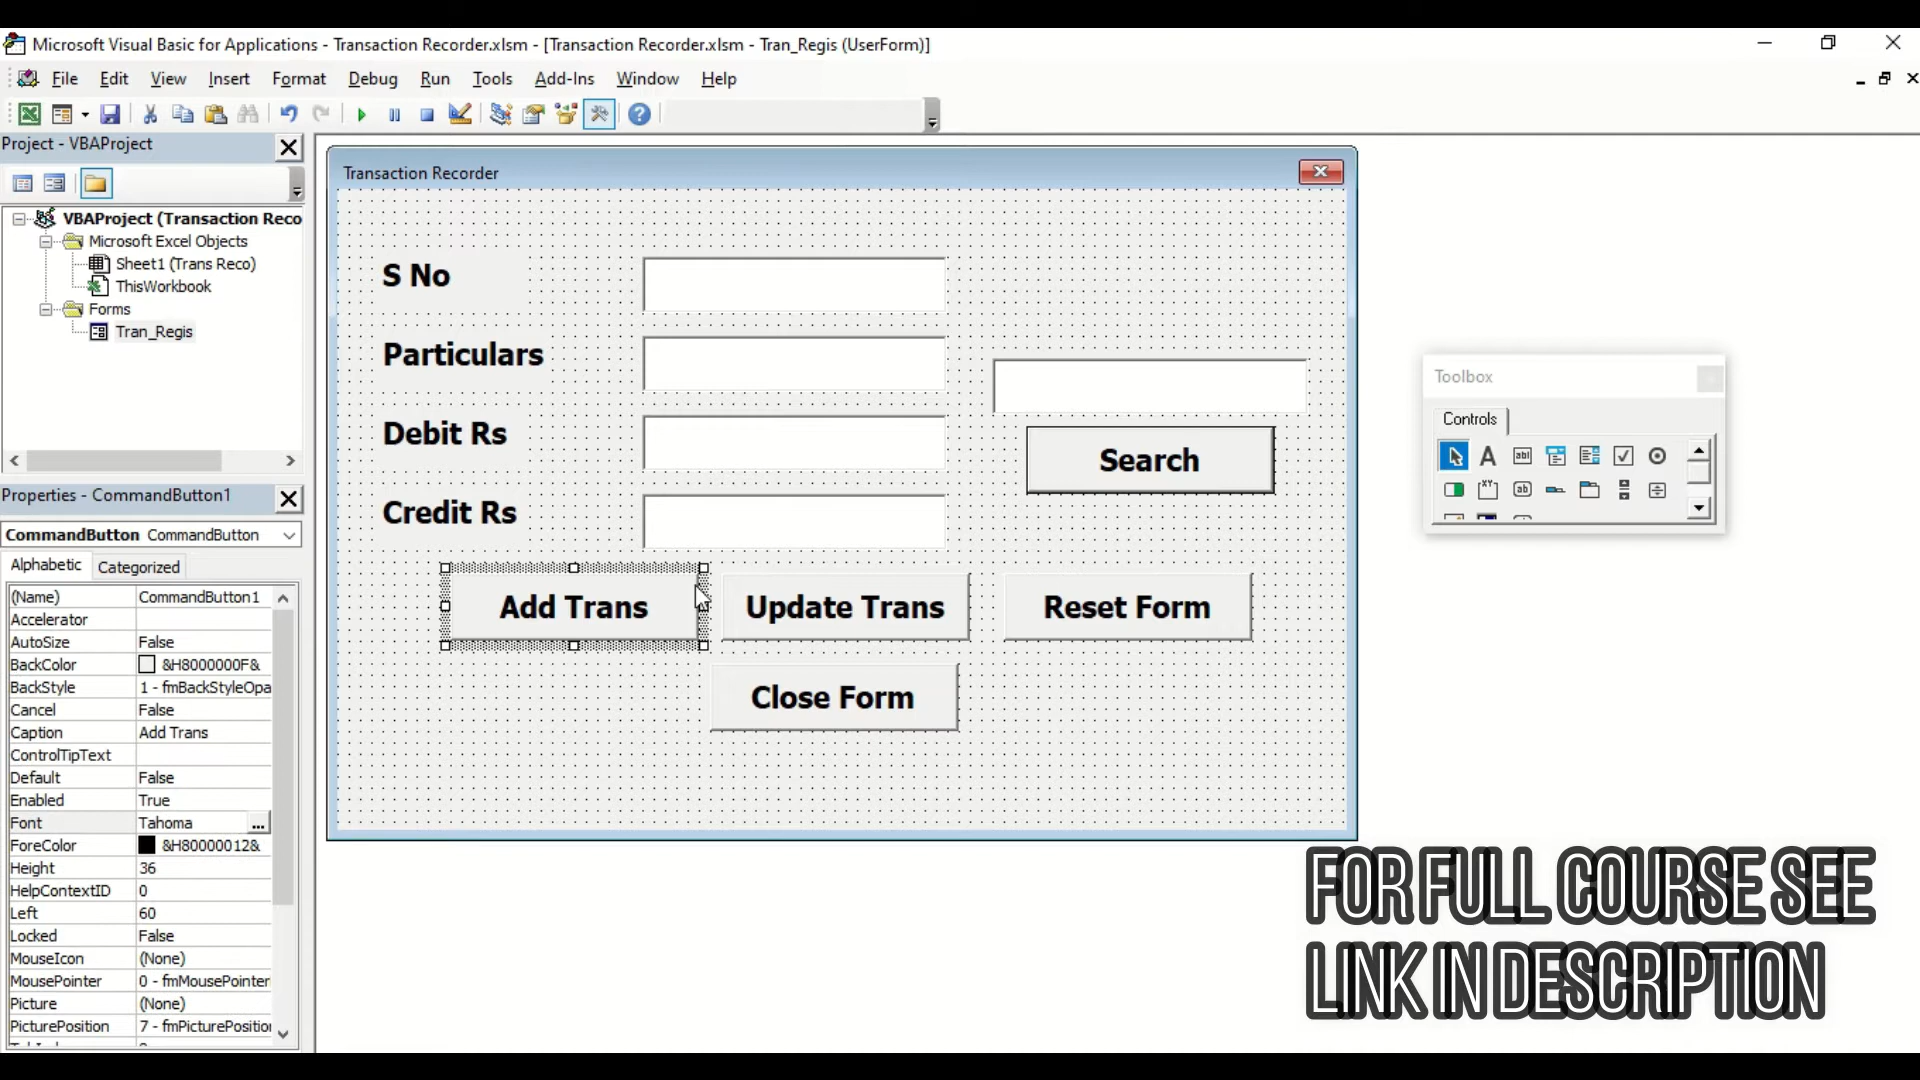 Microsoft Visual Basic for Applications - Transaction Recorder.xlsm - [Transaction Recorder.xlsm - Tran_Regis (UserForm)]
File Edit View Insert Format Debug Run Tools Add-Ins Window Help
Project - VBAProject
VBAProject (Transaction Reco
Microsoft Excel Objects
Sheet1 (Trans Reco)
ThisWorkbook
Forms
Tran_Regis
Properties - CommandButton1
CommandButton CommandButton
Alphabetic Categorized
(Name) CommandButton1
Accelerator
AutoSize False
BackColor &H8000000F&
BackStyle 1 - fmBackStyleOpa
Cancel False
Caption Add Trans
ControlTipText
Default False
Enabled True
Font Tahoma ...
ForeColor &H80000012&
Height 36
HelpContextID 0
Left 60
Locked False
MouseIcon (None)
MousePointer 0 - fmMousePointer
Picture (None)
PicturePosition 7 - fmPicturePosition
Transaction Recorder
S No
Particulars
Debit Rs
Credit Rs
Search
Add Trans
Update Trans
Reset Form
Close Form
Toolbox
Controls
FOR FULL COURSE SEE
LINK IN DESCRIPTION